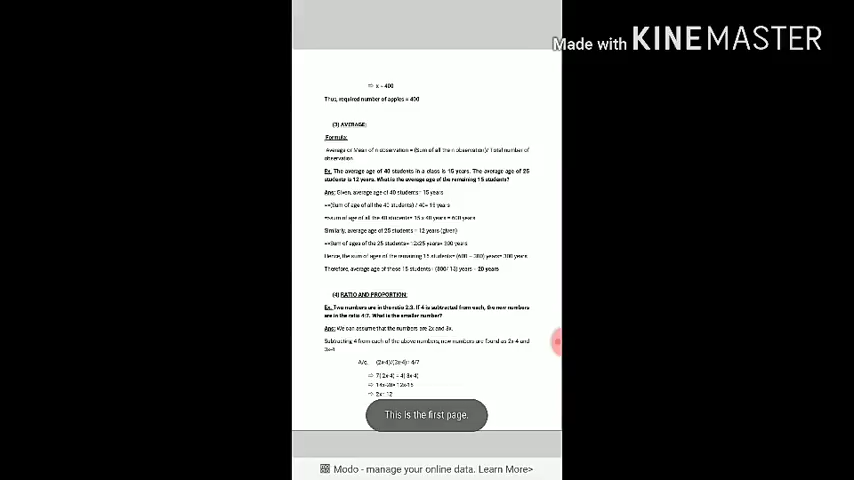 Made with KINEMASTER
⇒ x = 400
Thus, required number of apples = 400
(3) AVERAGE:
Formula:
Average or Mean of n observation = (Sum of all the n observation)/ Total number of
observation
Ex. The average age of 40 students in a class is 15 years. The average age of 25
students is 12 years. What is the average age of the remaining 15 students?
Ans: Given, average age of 40 students= 15 years
=>(Sum of age of all the 40 students) / 40= 15 years
=>Sum of age of all the 40 students= 15 x 40 years = 600 years
Similarly, average age of 25 students = 12 years (given)
=>Sum of ages of the 25 students= 12x25 years= 300 years
Hence, the sum of ages of the remaining 15 students= (600 – 300) years= 300 years
Therefore, average age of those 15 students = (300/ 15) years = 20 years
(4) RATIO AND PROPORTION:
Ex. Two numbers are in the ratio 2:3. If 4 is subtracted from each, the new numbers
are in the ratio 4:7. What is the smaller number?
Ans: We can assume that the numbers are 2x and 3x.
Subtracting 4 from each of the above numbers, new numbers are found as 2x-4 and
3x-4
A/c, (2x-4)/(3x-4)= 4/7
⇒ 7( 2x-4) = 4( 3x-4)
⇒ 14x-28= 12x-16
⇒ 2x= 12
This is the first page.
Modo - manage your online data. Learn More>